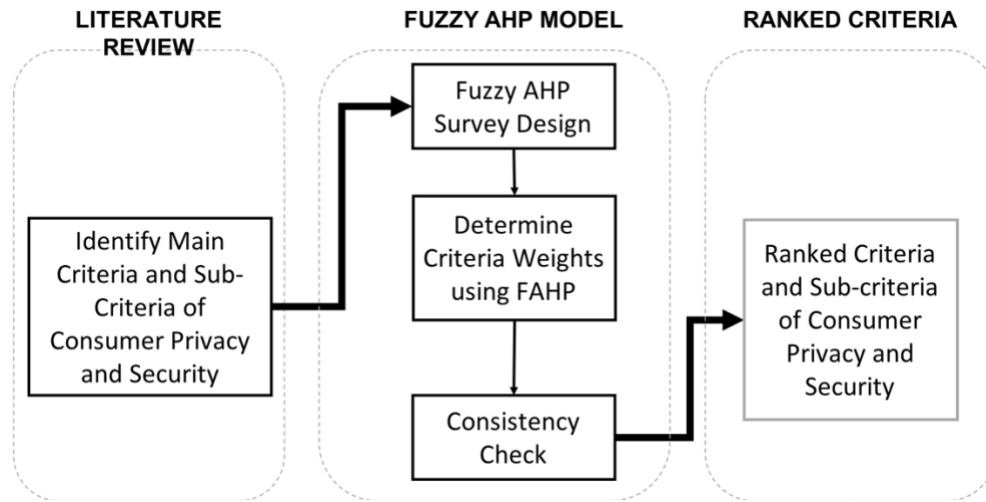 LITERATURE
REVIEW
Identify Main
Criteria and Sub-
Criteria of
Consumer Privacy
and Security
FUZZY AHP MODEL
Fuzzy AHP
Survey Design
Determine
Criteria Weights
using FAHP
Consistency
Check
RANKED CRITERIA
Ranked Criteria
and Sub-criteria
of Consumer
Privacy and
Security